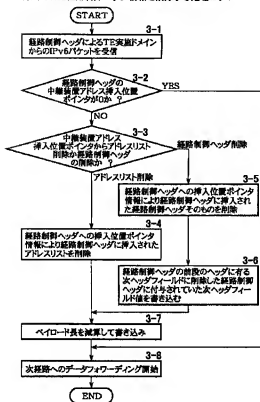 START
3-1
経路制御ヘッダによるTE実施ドメイン
からのIPv6パケットを受信
3-2
経路制御ヘッダの
中継装置アドレス挿入位置
ポインタが0か ?
YES
NO
3-3
中継装置アドレス
挿入位置ポインタからアドレスリスト
削除か経路制御ヘッダ
の削除か ?
経路制御ヘッダ削除
アドレスリスト削除
3-5
経路制御ヘッダへの挿入位置ポインタ
情報により経路制御ヘッダに挿入され
た経路制御ヘッダそのものを削除
3-4
経路制御ヘッダへの挿入位置ポインタ
情報により経路制御ヘッダに挿入された
アドレスリストを削除
3-6
経路制御ヘッダの前段のヘッダに有る
次ヘッダフィールドに削除した経路制御
ヘッダに付与されていた次ヘッダフィー
ルド値を書き込む
3-7
ペイロード長を減算して書き込み
3-8
次経路へのデータフォワーディング開始
END